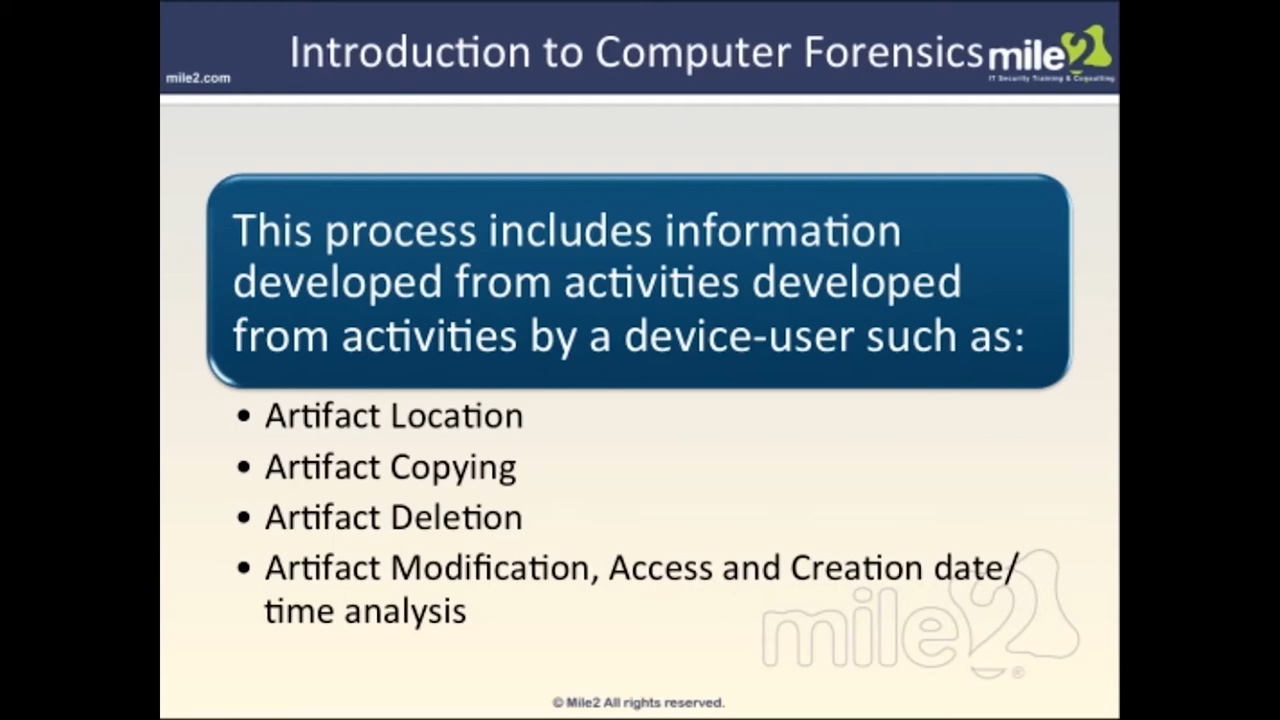 Introduction to Computer Forensics
mile2
IT Security Training & Consulting
mile2.com
This process includes information
developed from activities developed
from activities by a device-user such as:
• Artifact Location
• Artifact Copying
• Artifact Deletion
• Artifact Modification, Access and Creation date/
time analysis
mile2®
© Mile2 All rights reserved.